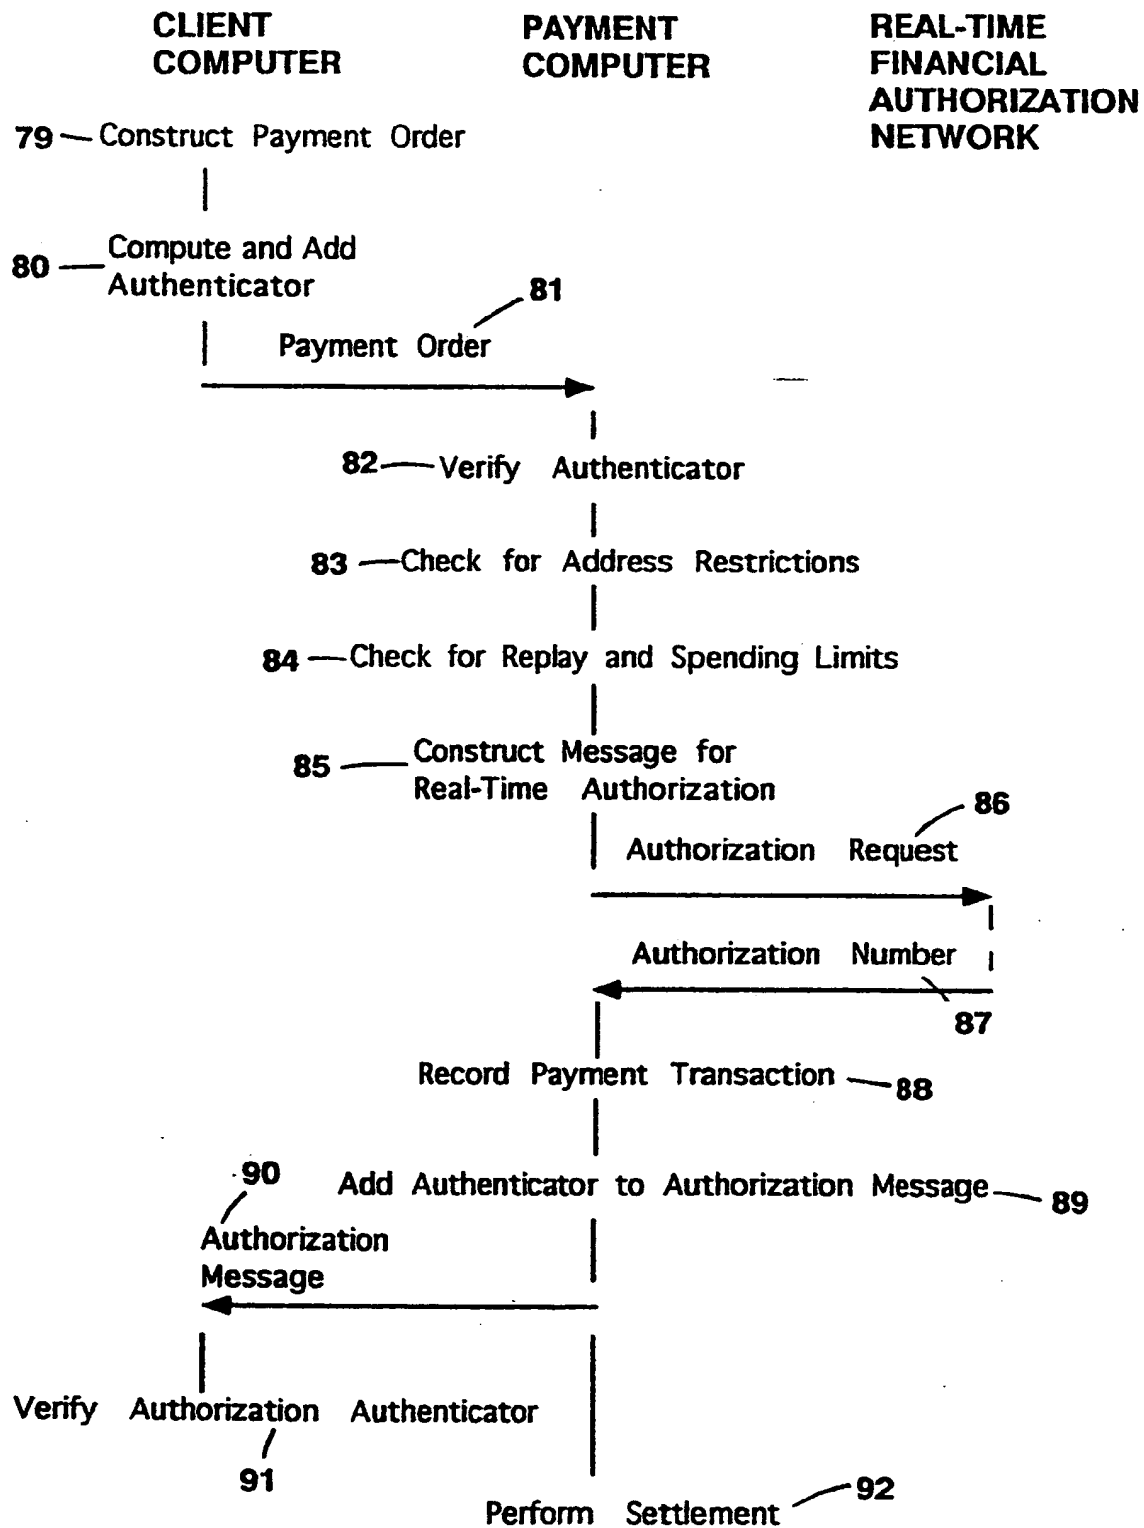 CLIENT
COMPUTER
PAYMENT
COMPUTER
REAL-TIME
FINANCIAL
AUTHORIZATION
NETWORK
79 Construct Payment Order
80 Compute and Add
Authenticator
81
Payment Order
82 Verify Authenticator
83 Check for Address Restrictions
84 Check for Replay and Spending Limits
85 Construct Message for
Real-Time Authorization
86
Authorization Request
Authorization Number
87
Record Payment Transaction 88
Add Authenticator to Authorization Message 89
90
Authorization
Message
Verify Authorization Authenticator
91
Perform Settlement 92